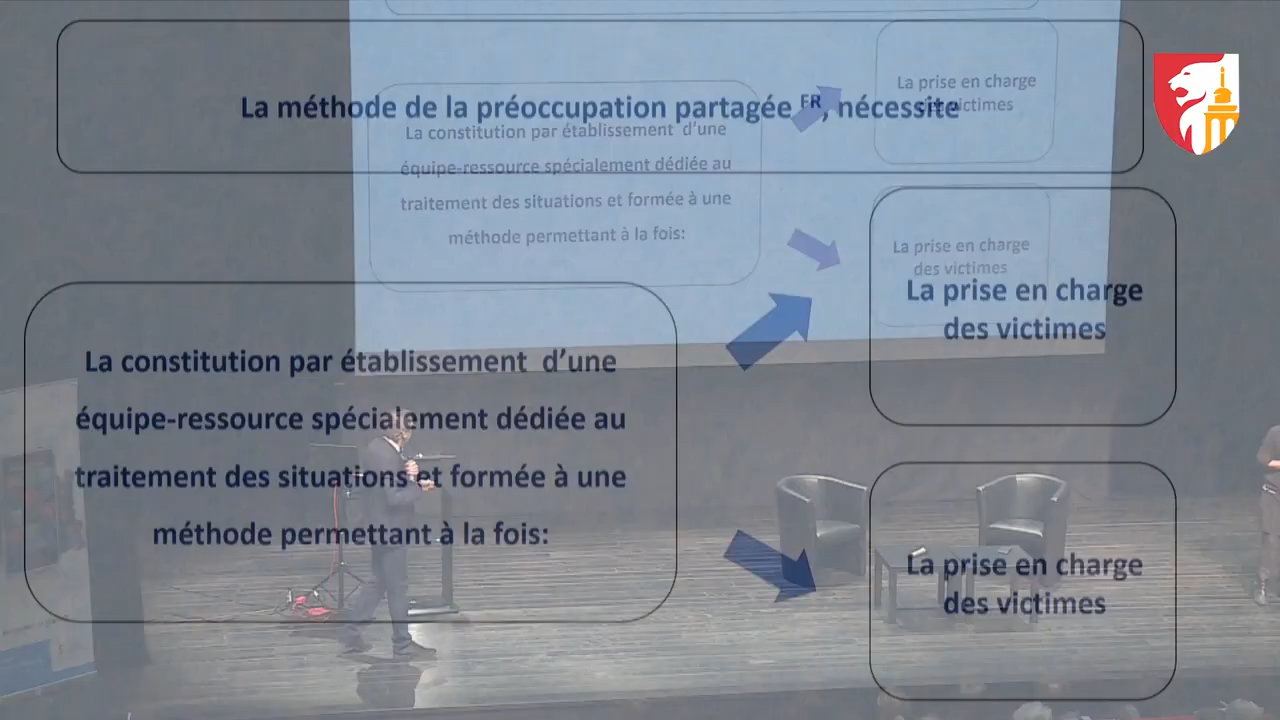 La méthode de la préoccupation partagée FR, nécessite
La constitution par établissement d’une
équipe-ressource spécialement dédiée au
traitement des situations et formée à une
méthode permettant à la fois:
La prise en charge
des victimes
La prise en charge
des victimes
La constitution par établissement d’une
équipe-ressource spécialement dédiée au
traitement des situations et formée à une
méthode permettant à la fois:
La prise en charge
des victimes
La prise en charge
des victimes